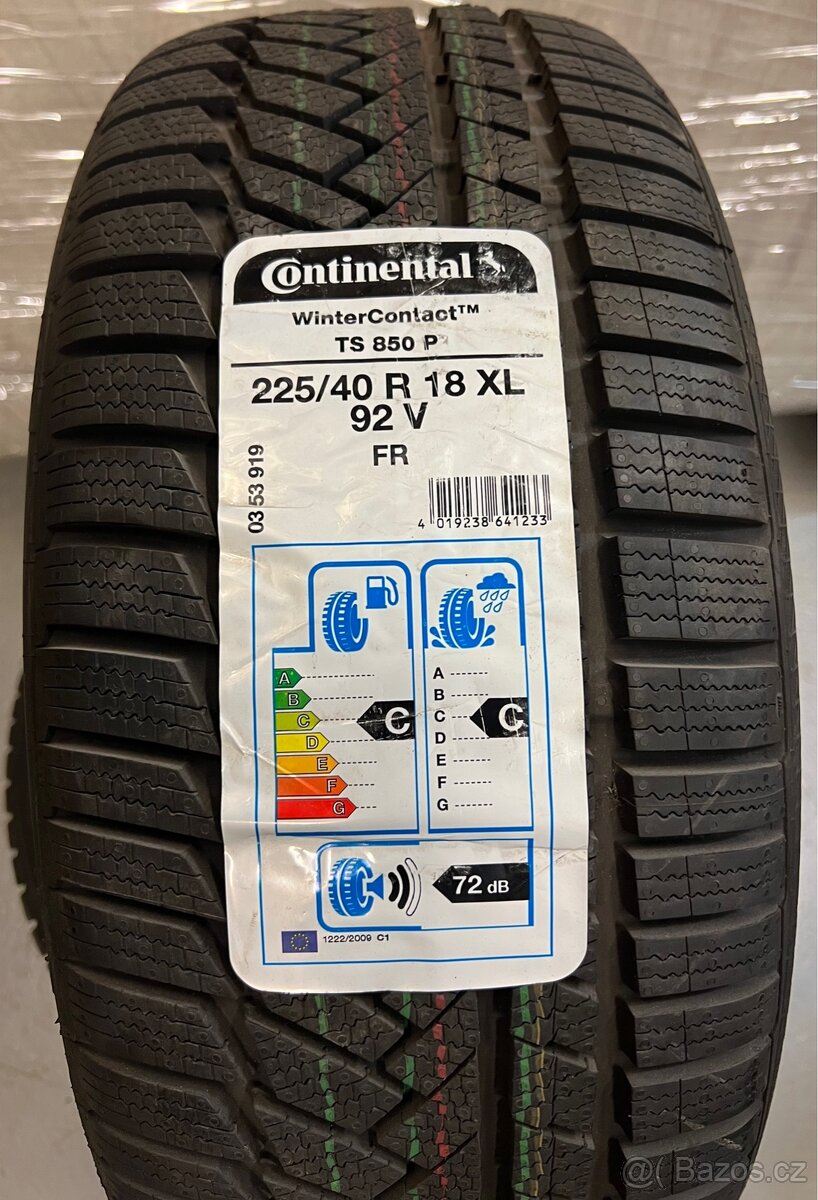 Continental
WinterContact™
TS 850 P
225/40 R 18 XL
92 V
FR
03 53 919
4 019238 641233
A
B
C
D
E
F
G
C
A
B
C
D
E
F
G
C
72 dB
1222/2009 C1
@( Bazos.cz